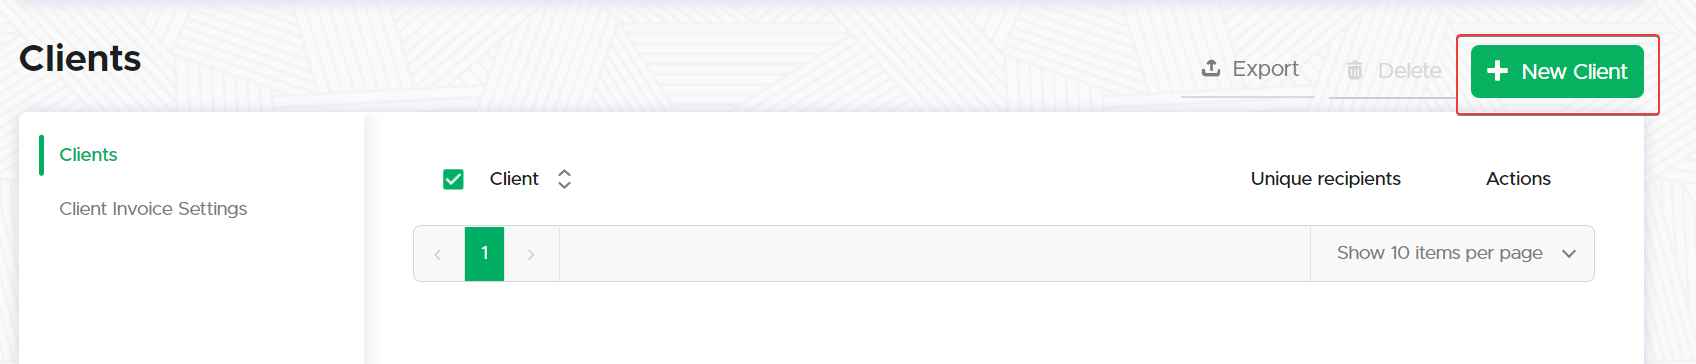 Clients
Export
Delete
New Client
Clients
Client Invoice Settings
Client
Unique recipients
Actions
1
Show 10 items per page